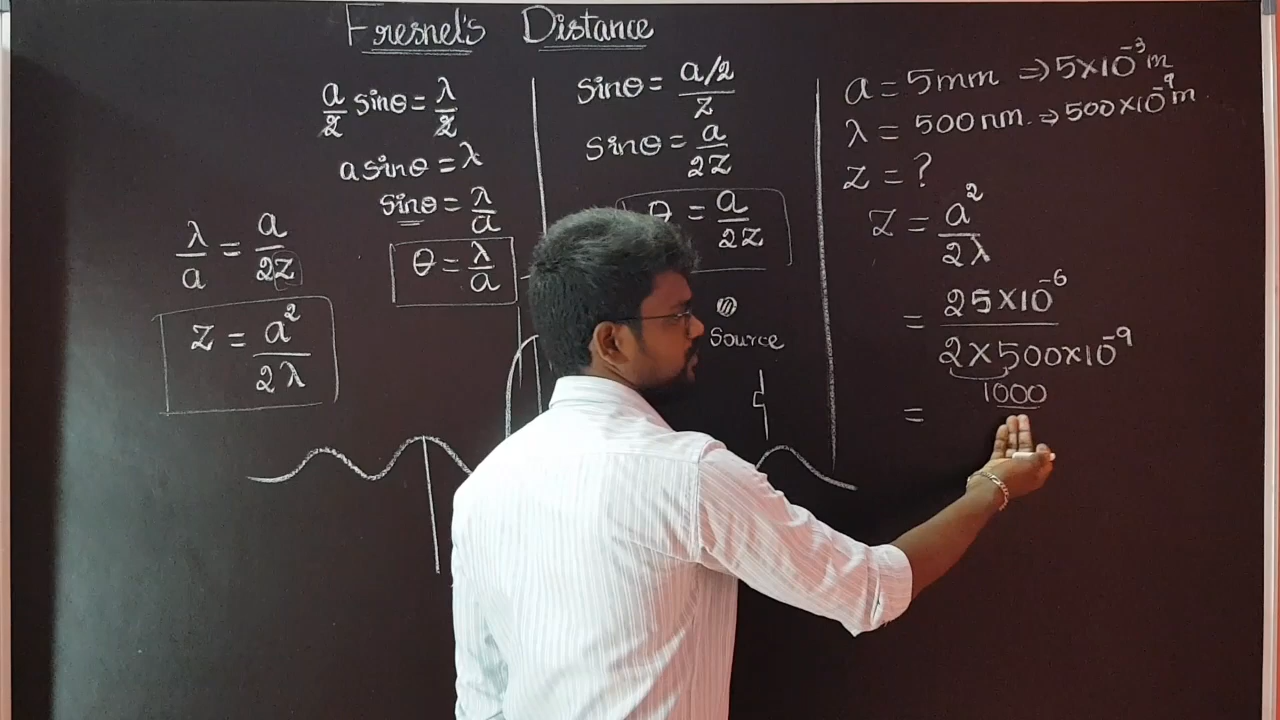 Fresnel's Distance
a/2 sinθ = λ/2
a sinθ = λ
sinθ = λ/a
θ = λ/a
λ/a = a/2z
z = a²/2λ
sinθ = (a/2)/z
sinθ = a/2z
θ = a/2z
Source
a = 5mm ⇒ 5×10⁻³m
λ = 500nm. ⇒ 500×10⁻⁹m.
z = ?
z = a²/2λ
= 25×10⁻⁶/2×500×10⁻⁹
1000
=